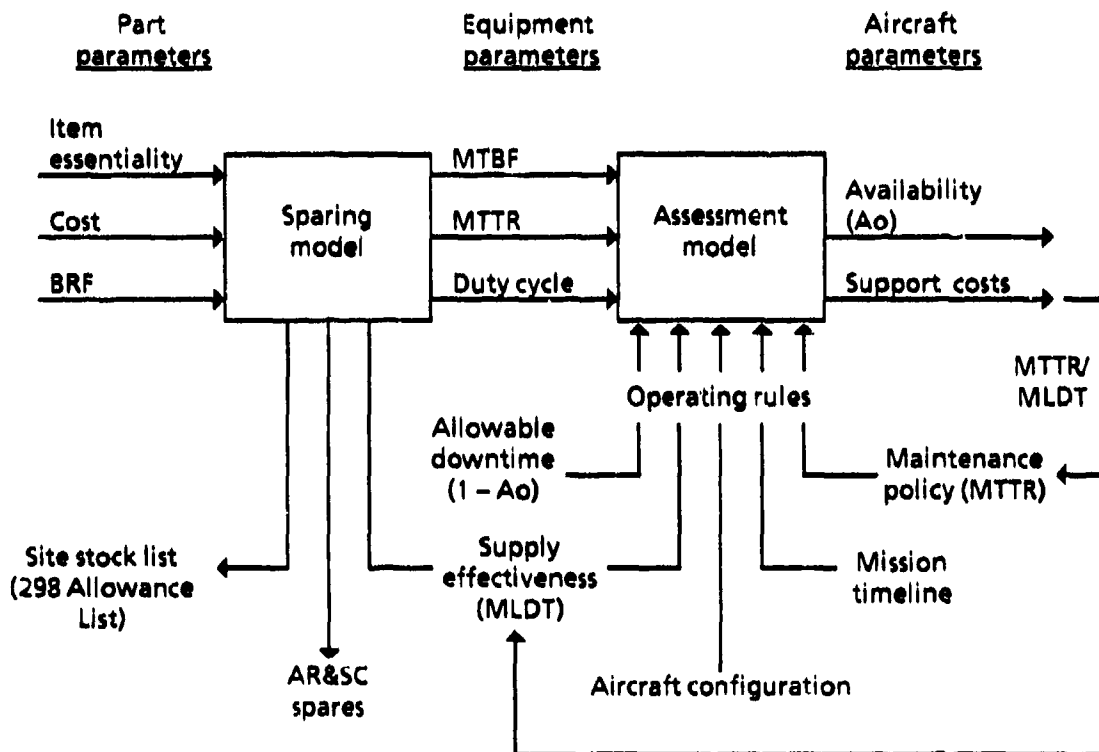 Part
parameters
Equipment
parameters
Aircraft
parameters
Item
essentiality
Cost
BRF
Sparing
model
MTBF
MTTR
Duty cycle
Assessment
model
Availability
(Ao)
Support costs
MTTR/
MLDT
Operating rules
Allowable
downtime
(1 – Ao)
Maintenance
policy (MTTR)
Site stock list
(298 Allowance
List)
Supply
effectiveness
(MLDT)
Mission
timeline
AR&SC
spares
Aircraft configuration